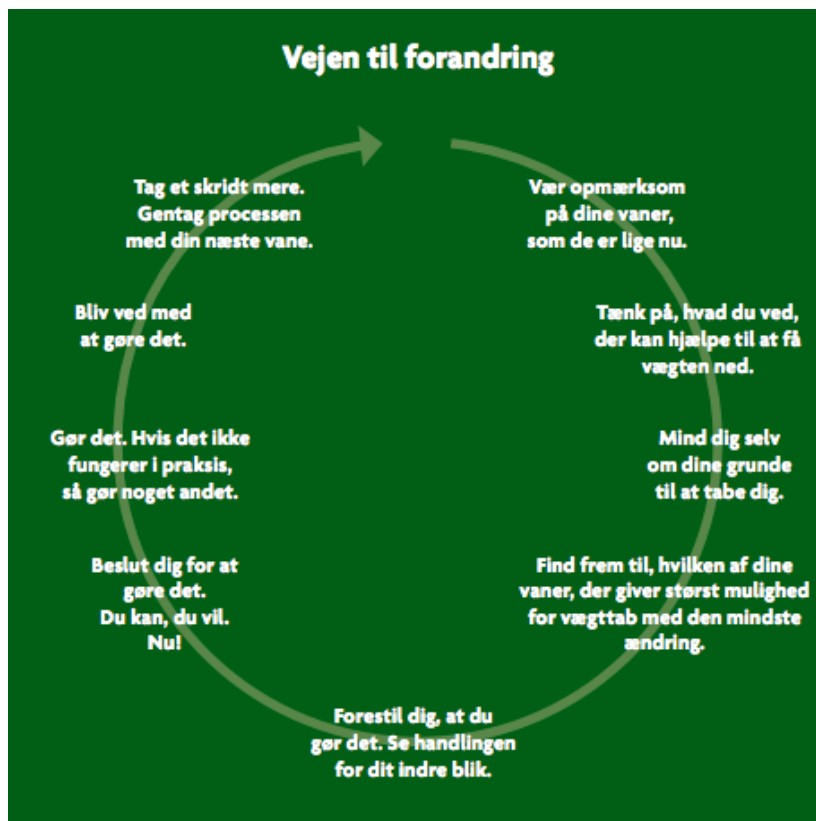 Vejen til forandring
Vær opmærksom
på dine vaner,
som de er lige nu.
Tænk på, hvad du ved,
der kan hjælpe til at få
vægten ned.
Mind dig selv
om dine grunde
til at tabe dig.
Find frem til, hvilken af dine
vaner, der giver størst mulighed
for vægttab med den mindste
ændring.
Forestil dig, at du
gør det. Se handlingen
for dit indre blik.
Beslut dig for at
gøre det.
Du kan, du vil.
Nu!
Gør det. Hvis det ikke
fungerer i praksis,
så gør noget andet.
Bliv ved med
at gøre det.
Tag et skridt mere.
Gentag processen
med din næste vane.